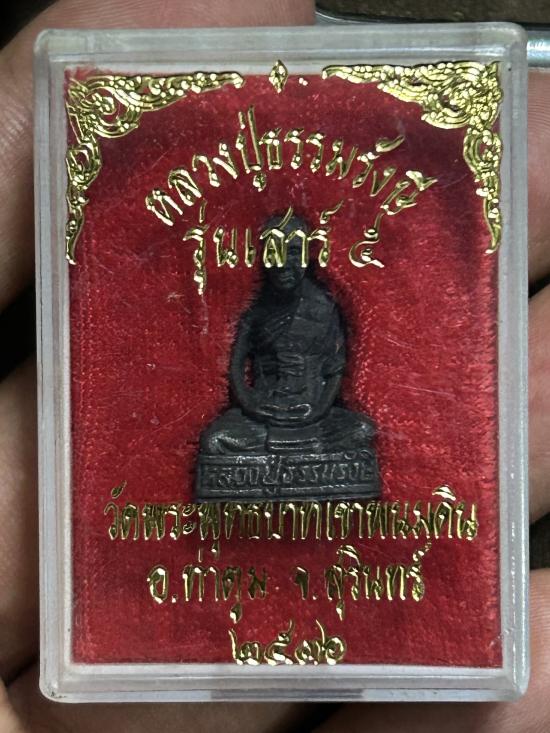 หลวงปู่ธรรมรังษี
รุ่นเสาร์ ๕
หลวงปู่ธรรมรังษี
วัดพระพุทธบาทเขาพนมดิน
อ.ท่าตูม จ.สุรินทร์
๒๕๓๖